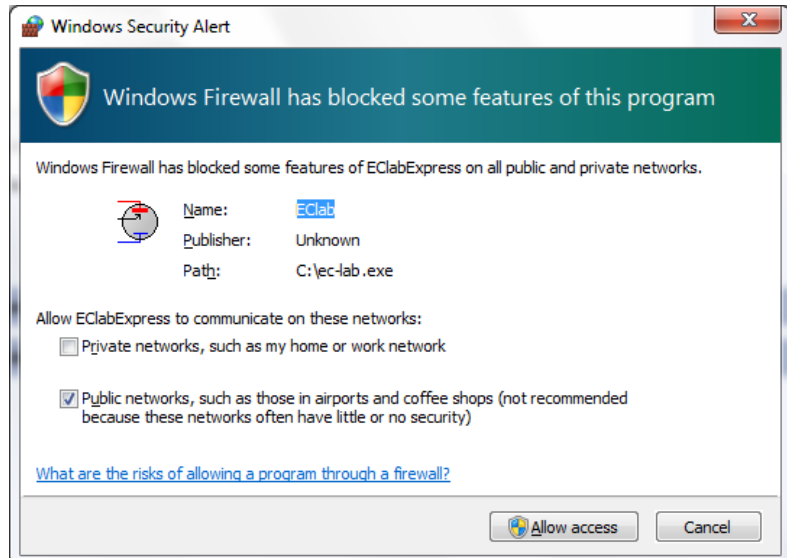 Windows Security Alert
Windows Firewall has blocked some features of this program
Windows Firewall has blocked some features of EClabExpress on all public and private networks.
Name: EClab
Publisher: Unknown
Path: C:\ec-lab.exe
Allow EClabExpress to communicate on these networks:
Private networks, such as my home or work network
Public networks, such as those in airports and coffee shops (not recommended
because these networks often have little or no security)
What are the risks of allowing a program through a firewall?
Allow access Cancel